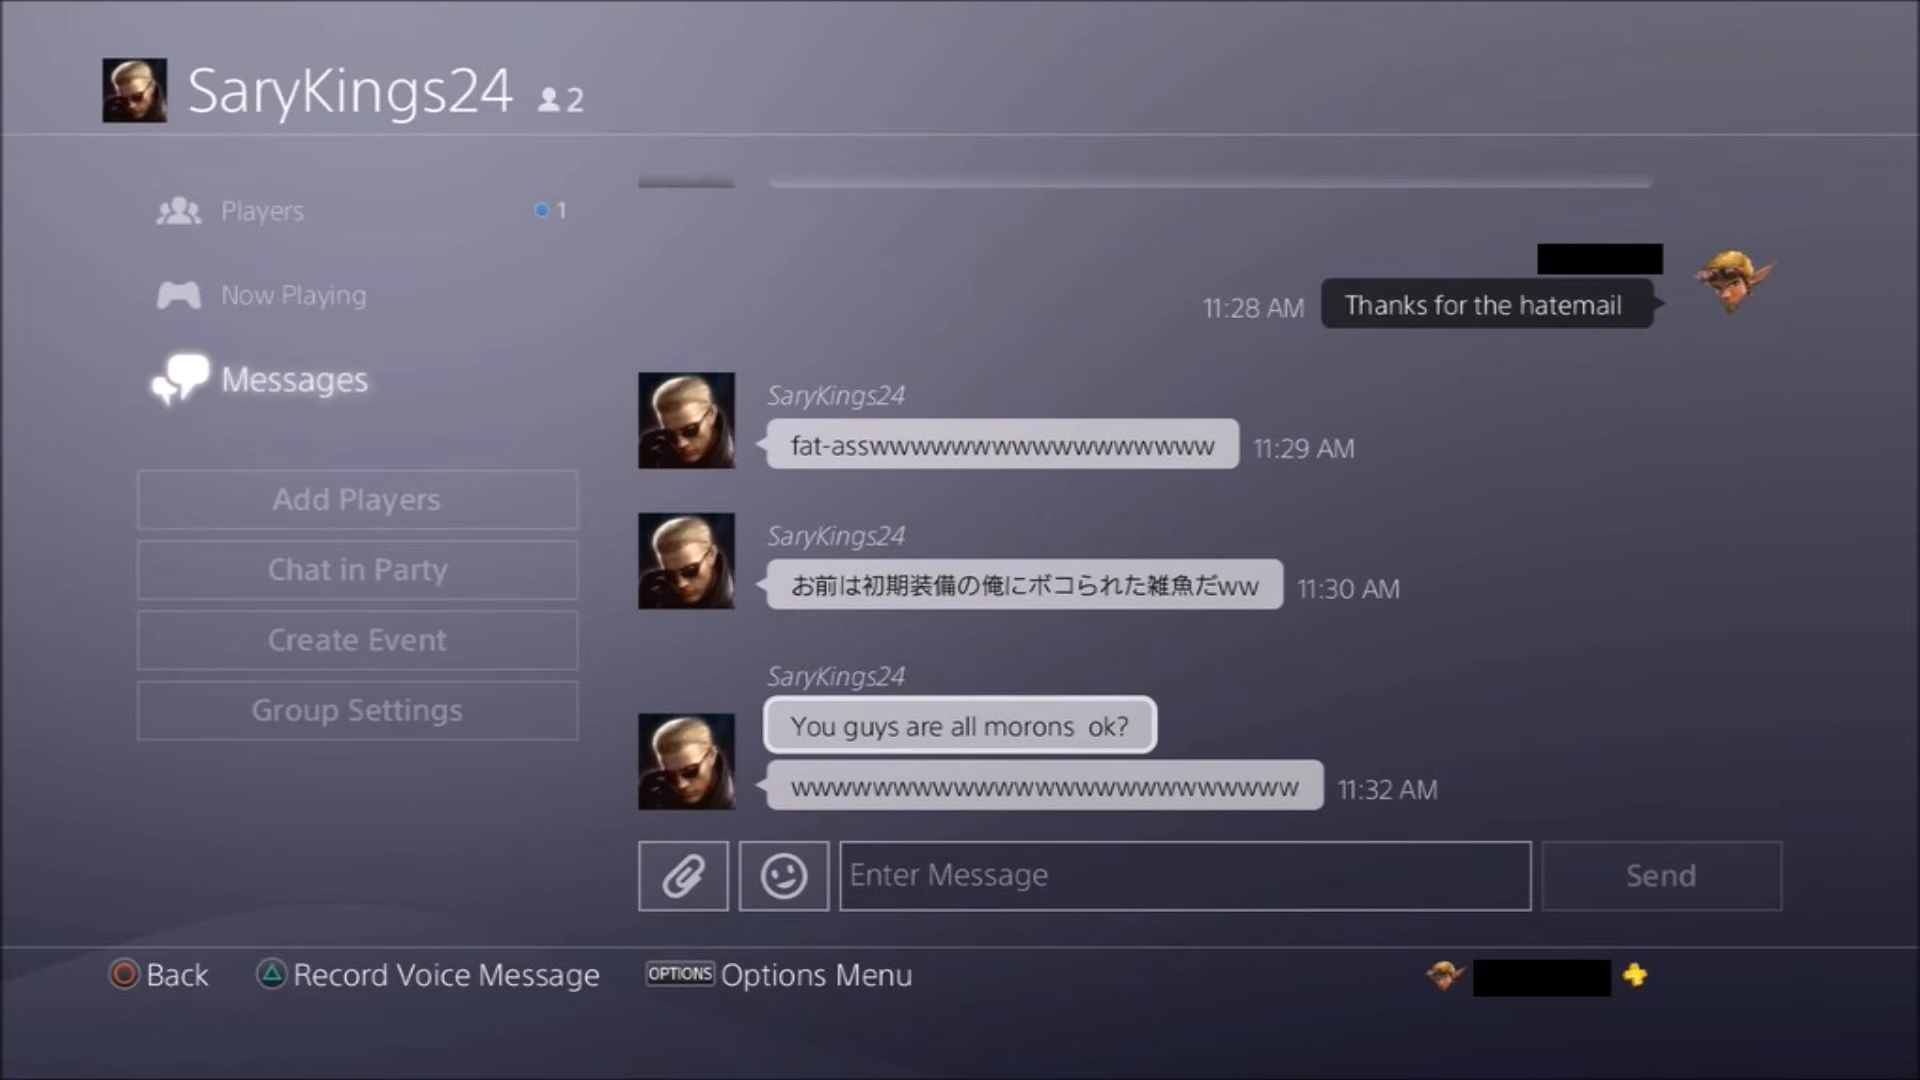 SaryKings24 2
Players 1
Now Playing
Messages
Add Players
Chat in Party
Create Event
Group Settings
11:28 AM Thanks for the hatemail
SaryKings24
fat-asswwwwwwwwwwwwwwwww 11:29 AM
SaryKings24
お前は初期装備の俺にボコられた雑魚だww 11:30 AM
SaryKings24
You guys are all morons  ok?
wwwwwwwwwwwwwwwwwwwwwwwww 11:32 AM
Enter Message
Send
Back
Record Voice Message
OPTIONS Options Menu